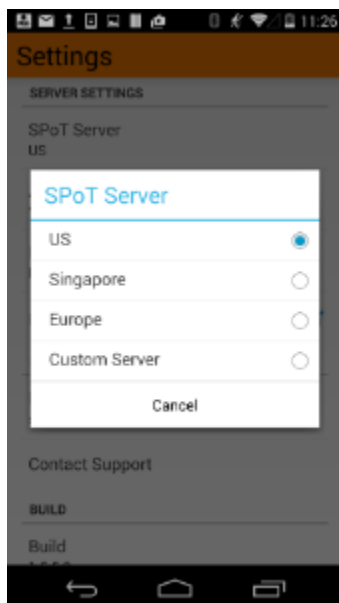 11:26
Settings
SERVER SETTINGS
SPoT Server
US
SPoT Server
US
Singapore
Europe
Custom Server
Cancel
Contact Support
BUILD
Build